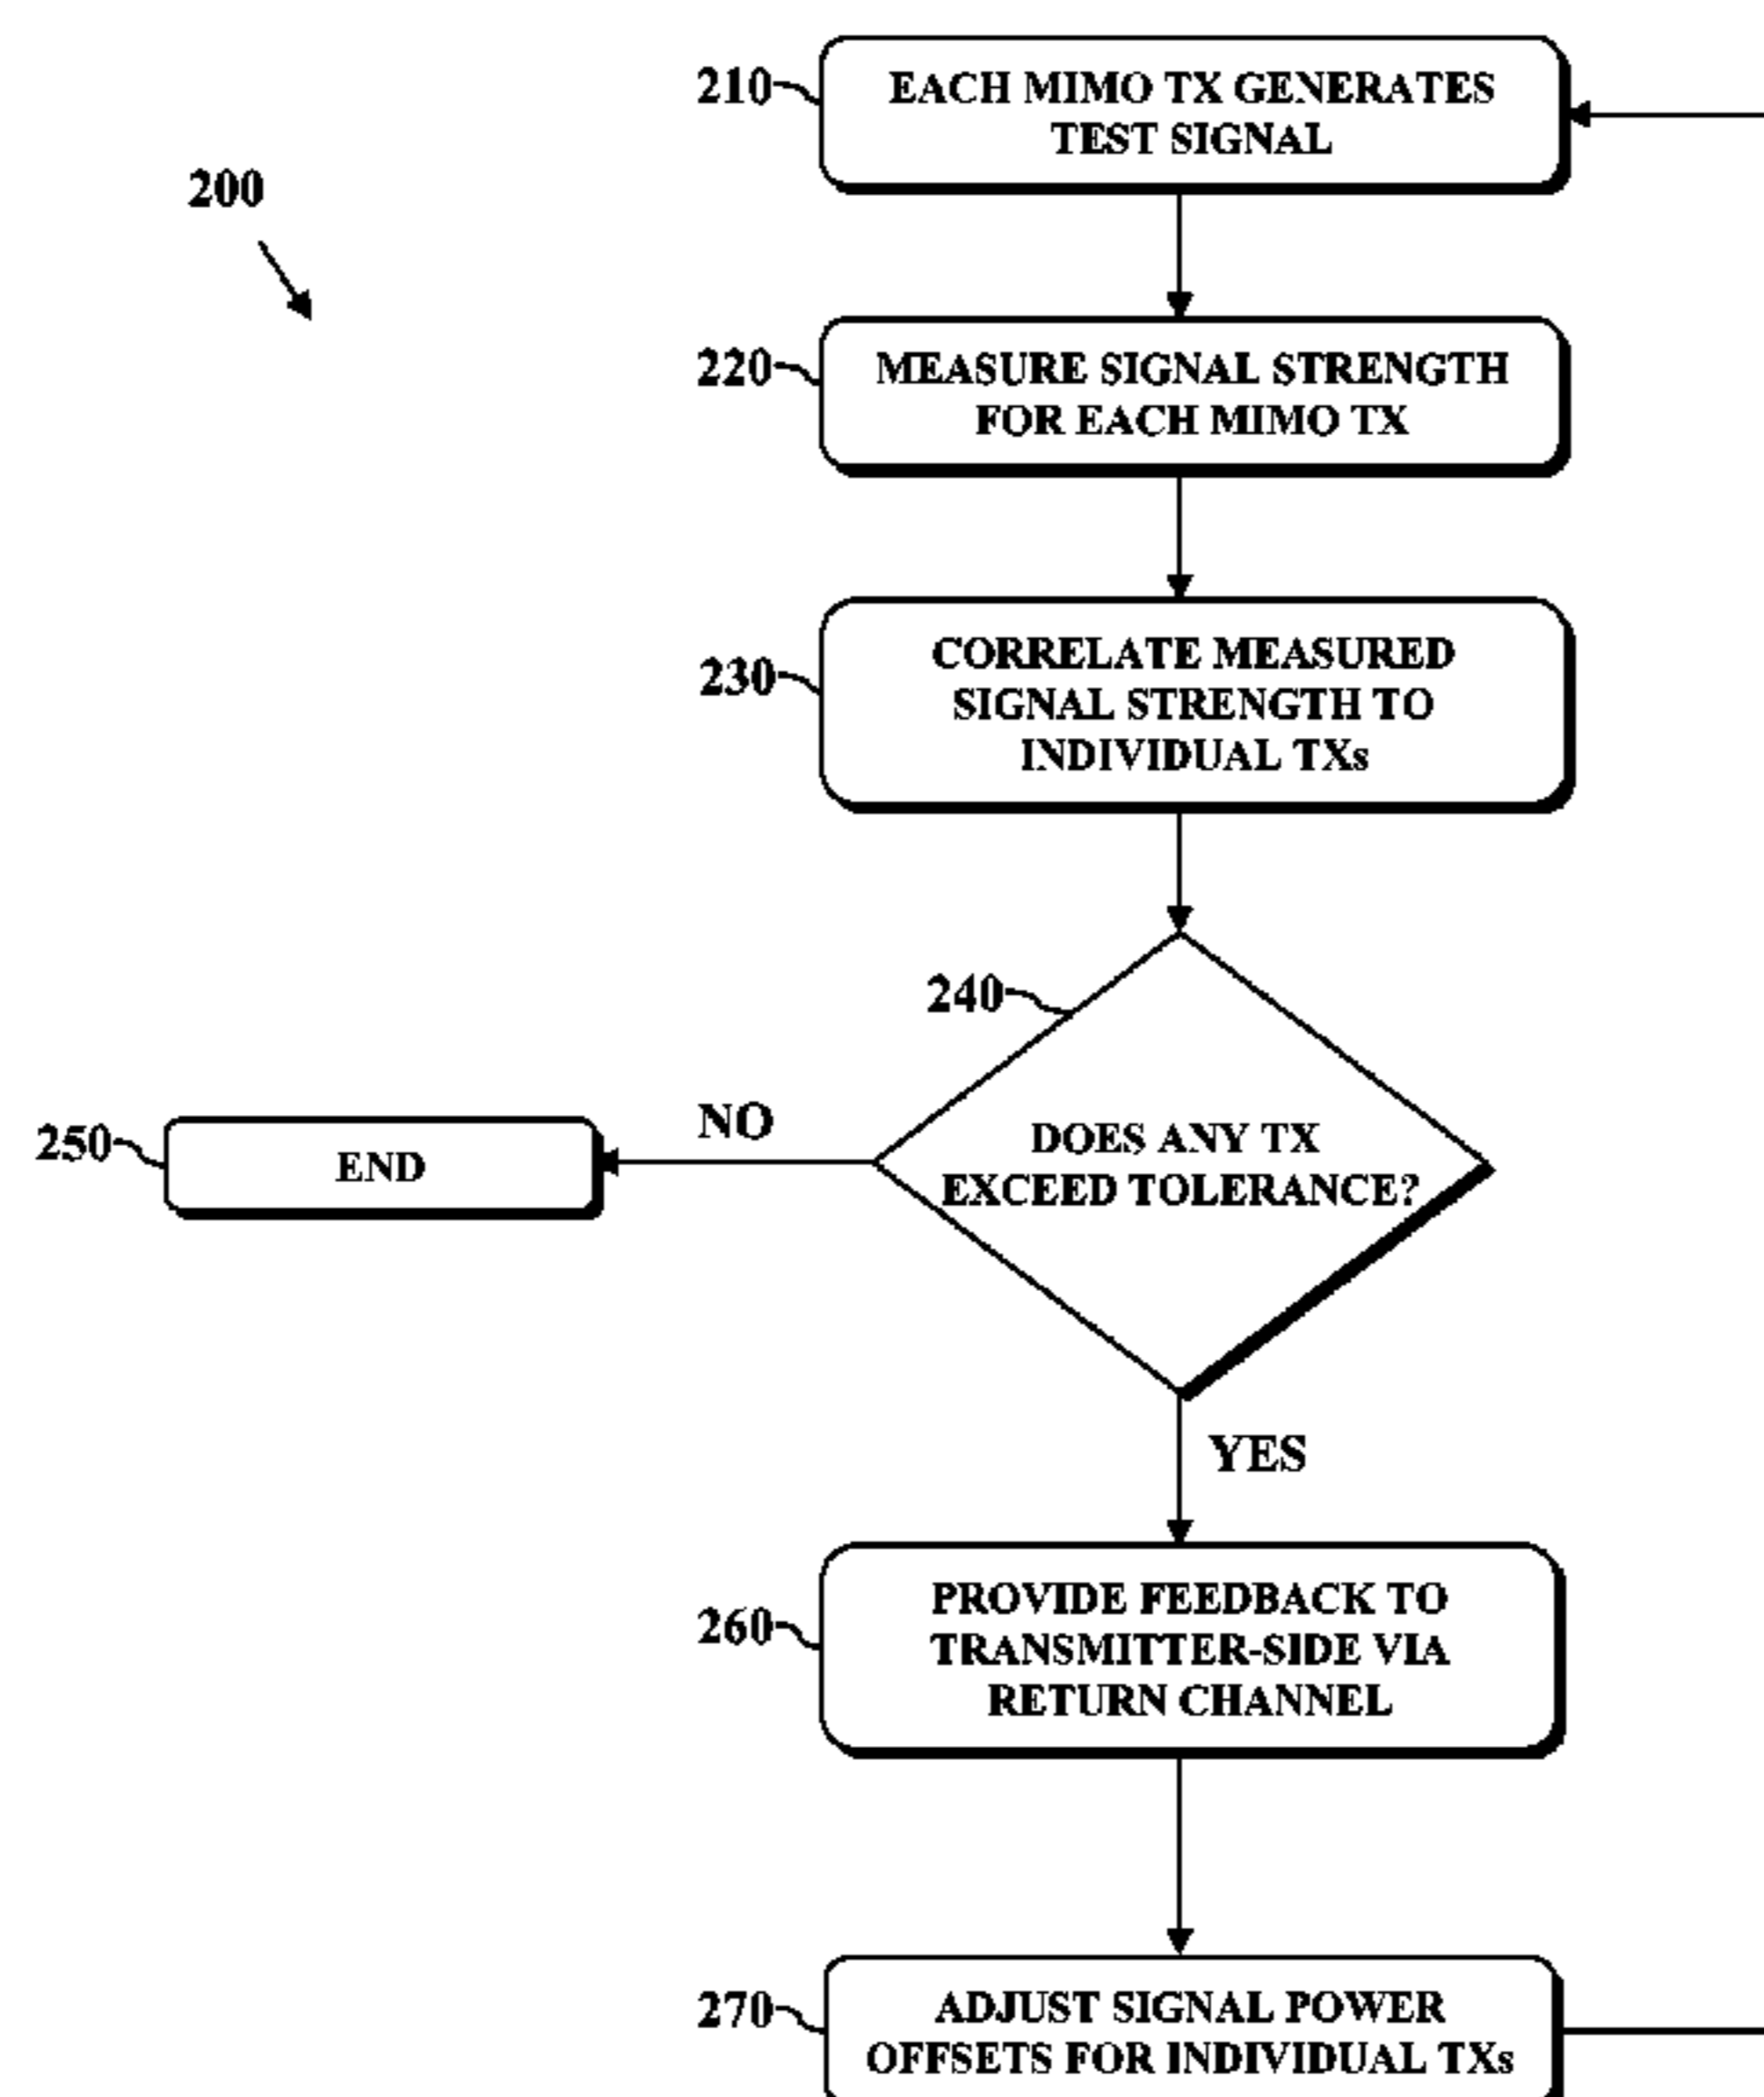 210
EACH MIMO TX GENERATES
TEST SIGNAL
200
220
MEASURE SIGNAL STRENGTH
FOR EACH MIMO TX
230
CORRELATE MEASURED
SIGNAL STRENGTH TO
INDIVIDUAL TXs
240
DOES ANY TX
EXCEED TOLERANCE?
NO
250
END
YES
260
PROVIDE FEEDBACK TO
TRANSMITTER-SIDE VIA
RETURN CHANNEL
270
ADJUST SIGNAL POWER
OFFSETS FOR INDIVIDUAL TXs